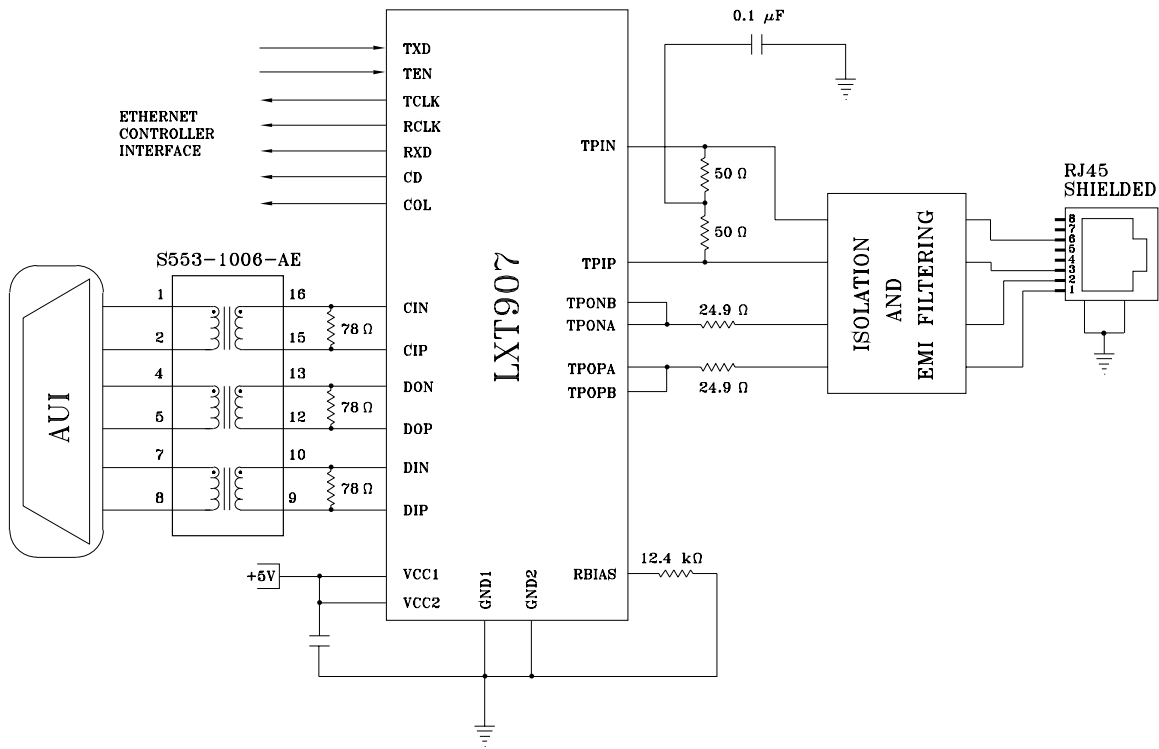 0.1 µF
TXD
TEN
TCLK
RCLK
RXD
CD
COL
ETHERNET
CONTROLLER
INTERFACE
TPIN
50 Ω
50 Ω
TPIP
TPONB
TPONA
24.9 Ω
TPOPA
TPOPB
24.9 Ω
ISOLATION
AND
EMI FILTERING
RJ45
SHIELDED
8
7
6
5
4
3
2
1
S553-1006-AE
AUI
1
2
4
5
7
8
16
15
13
12
10
9
78 Ω
78 Ω
78 Ω
CIN
CIP
DON
DOP
DIN
DIP
LXT907
+5V
VCC1
VCC2
GND1
GND2
RBIAS
12.4 kΩ